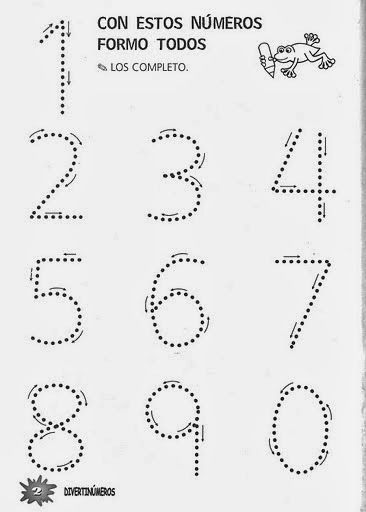 CON ESTOS NÚMEROS
FORMO TODOS
✎ LOS COMPLETO.
1
2 3 4
5 6 7
8 9 0
2 DIVERTINÚMEROS